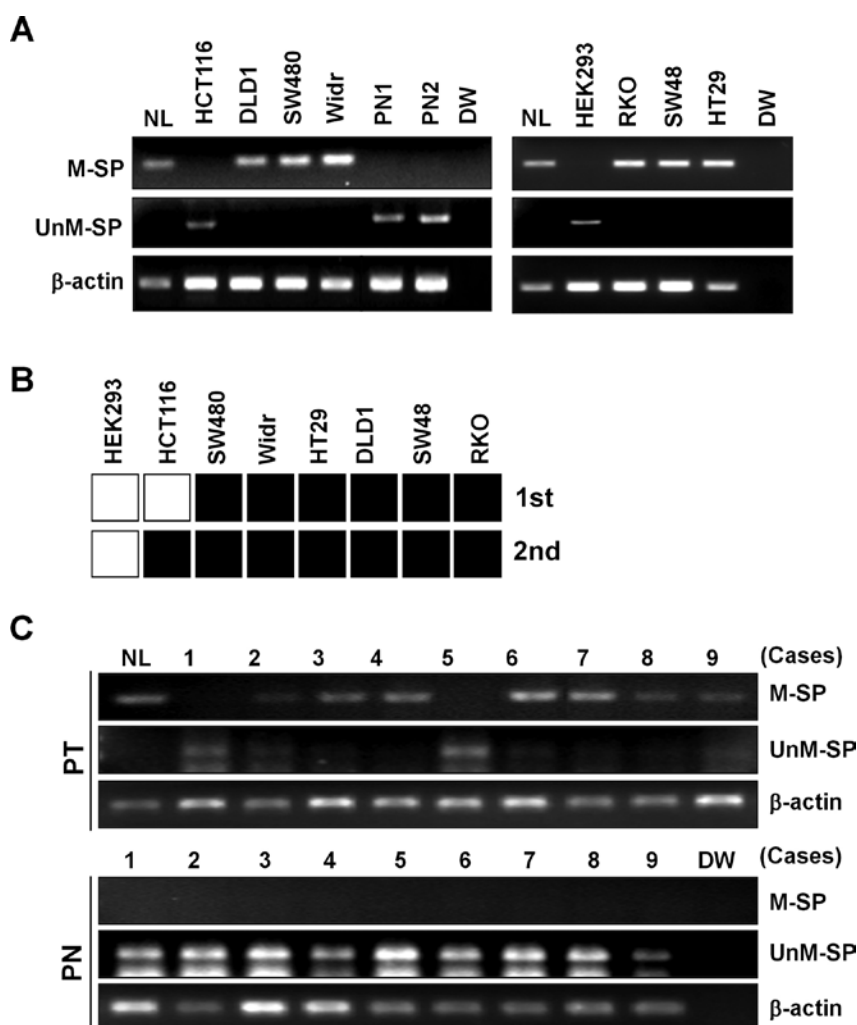 A
NL HCT116 DLD1 SW480 Widr PN1 PN2 DW NL HEK293 RKO SW48 HT29 DW
M-SP
UnM-SP
β-actin
B
HEK293 HCT116 SW480 Widr HT29 DLD1 SW48 RKO
1st
2nd
C
NL 1 2 3 4 5 6 7 8 9 (Cases)
PT
M-SP
UnM-SP
β-actin
1 2 3 4 5 6 7 8 9 DW (Cases)
PN
M-SP
UnM-SP
β-actin